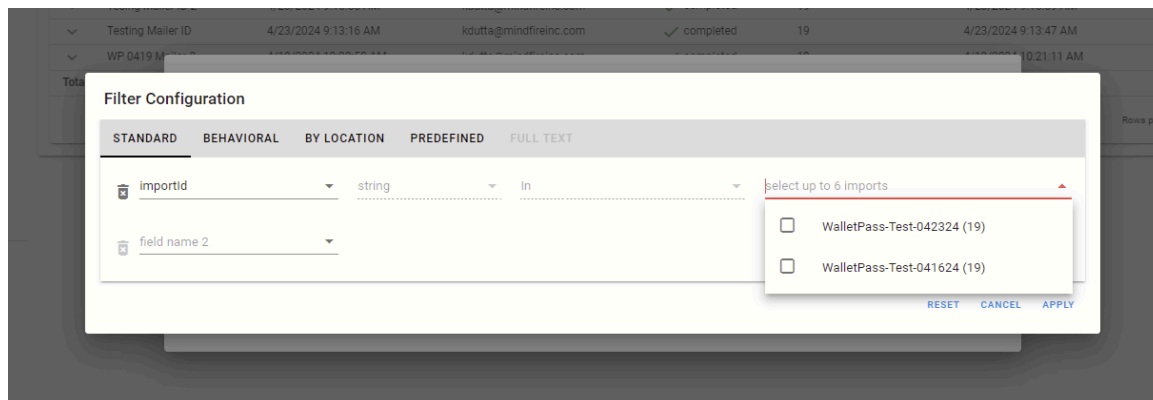 Testing Mailer ID 4/23/2024 9:13:16 AM kdutta@mindfireinc.com completed 19 4/23/2024 9:13:47 AM
WP 0419 10:21:11 AM
Filter Configuration
Rows
STANDARD BEHAVIORAL BY LOCATION PREDEFINED FULL TEXT
importId string In select up to 6 imports
WalletPass-Test-042324 (19)
field name 2
WalletPass-Test-041624 (19)
RESET CANCEL APPLY